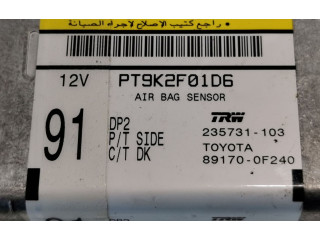 راجع كتيب الإصلاح لإجراء الصيانة
12V PT9K2F01D6
AIR BAG SENSOR
91
DP2
P/T SIDE
C/T DK
TRW
235731-103
TOYOTA
89170-0F240